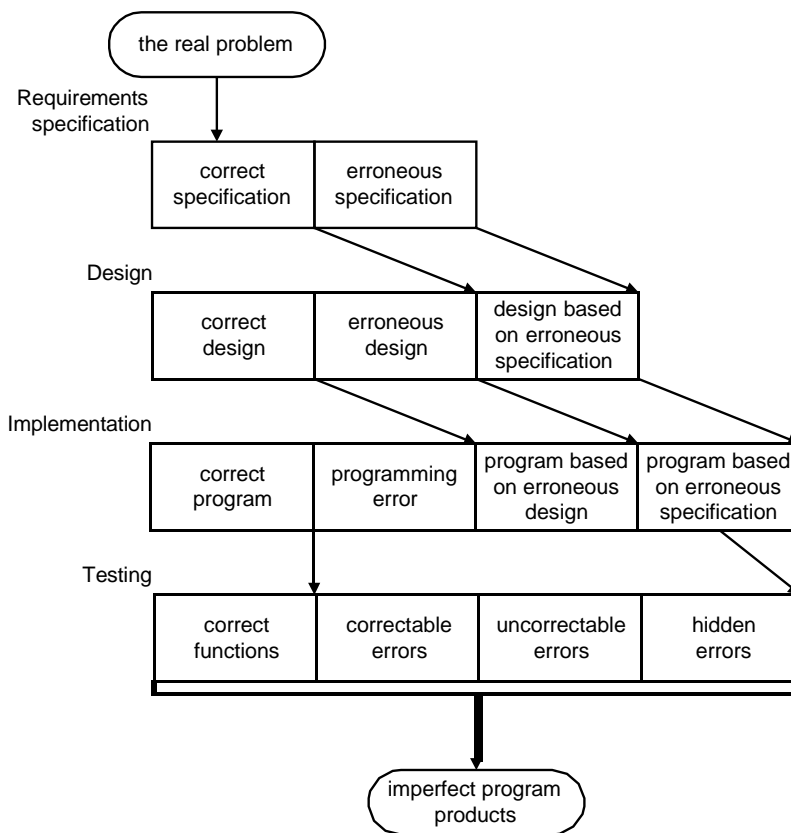 the real problem
Requirements
specification
correct
specification
erroneous
specification
Design
correct
design
erroneous
design
design based
on erroneous
specification
Implementation
correct
program
programming
error
program based
on erroneous
design
program based
on erroneous
specification
Testing
correct
functions
correctable
errors
uncorrectable
errors
hidden
errors
imperfect program
products